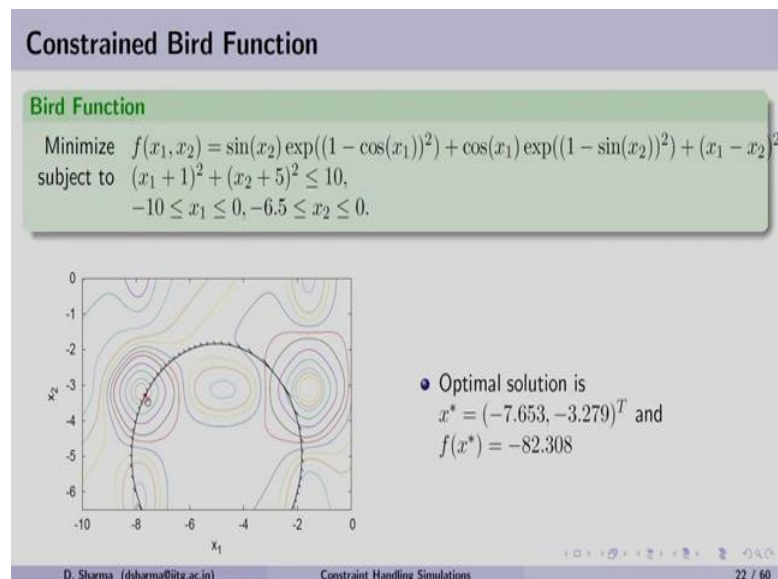 Constrained Bird Function
Bird Function
Minimize f(x₁, x₂) = sin(x₂) exp((1 − cos(x₁))²) + cos(x₁) exp((1 − sin(x₂))²) + (x₁ − x₂)²
subject to (x₁ + 1)² + (x₂ + 5)² ≤ 10,
−10 ≤ x₁ ≤ 0, −6.5 ≤ x₂ ≤ 0.
0
-1
-2
-3
-4
-5
-6
x₂
-10 -8 -6 -4 -2 0
x₁
• Optimal solution is
x* = (−7.653, −3.279)ᵀ and
f(x*) = −82.308
D. Sharma (dsharma@iitg.ac.in) Constraint Handling Simulations 22 / 60